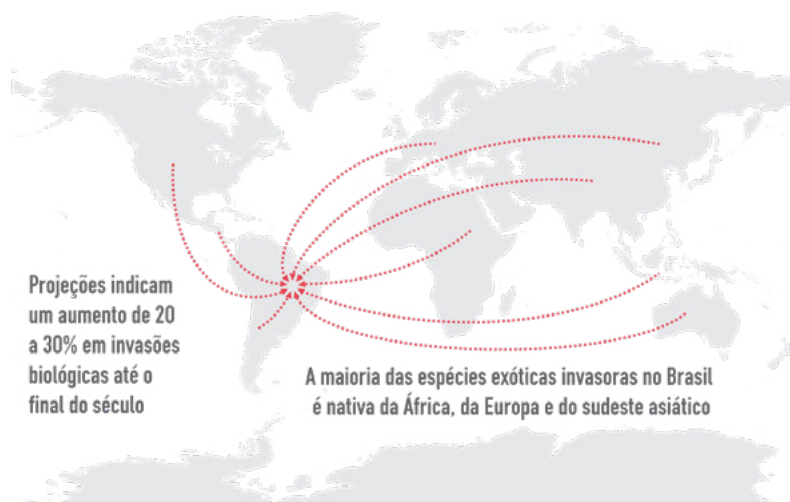 Projeções indicam
um aumento de 20
a 30% em invasões
biológicas até o
final do século
A maioria das espécies exóticas invasoras no Brasil
é nativa da África, da Europa e do sudeste asiático